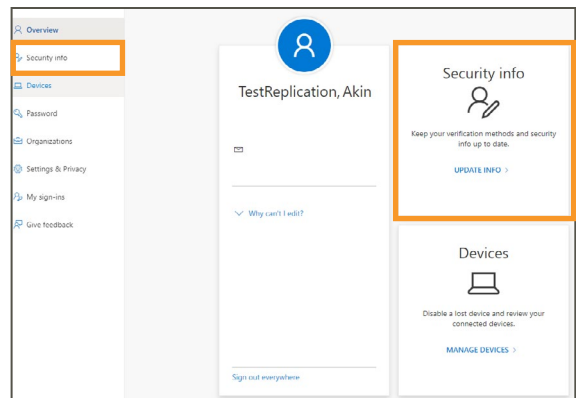 Overview
Security info
Devices
Password
Organizations
Settings & Privacy
My sign-ins
Give feedback
TestReplication, Akin
Why can't I edit?
Sign out everywhere
Security info
Keep your verification methods and security
info up to date.
UPDATE INFO >
Devices
Disable a lost device and review your
connected devices.
MANAGE DEVICES >